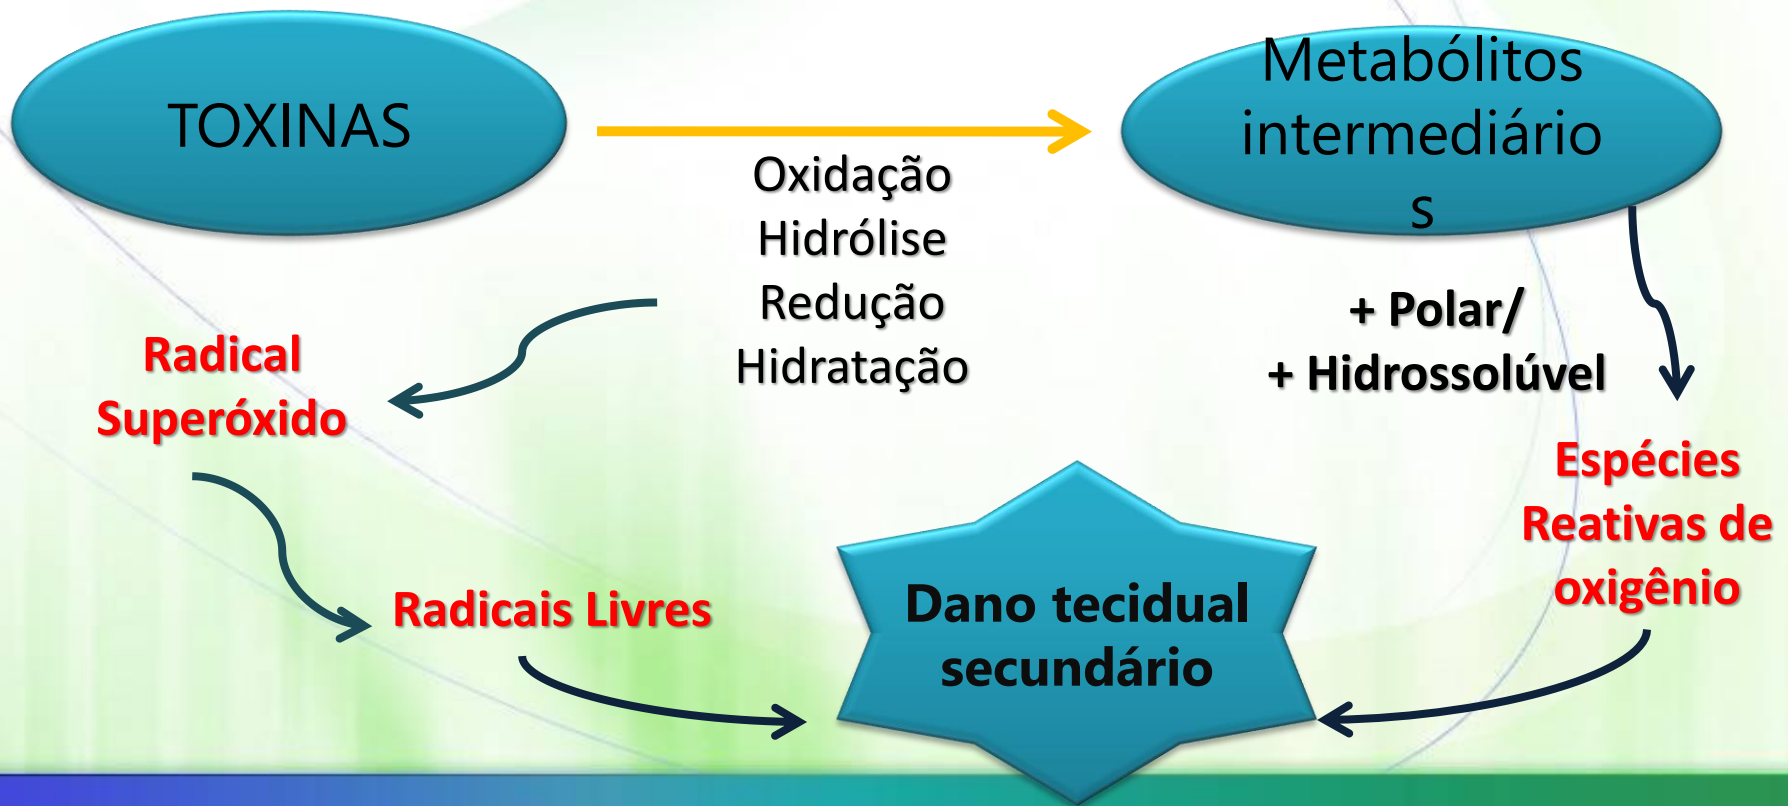 TOXINAS
Oxidação
Hidrólise
Redução
Hidratação
Metabólitos
intermediário
s
+ Polar/
+ Hidrossolúvel
Radical
Superóxido
Radicais Livres
Espécies
Reativas de
oxigênio
Dano tecidual
secundário